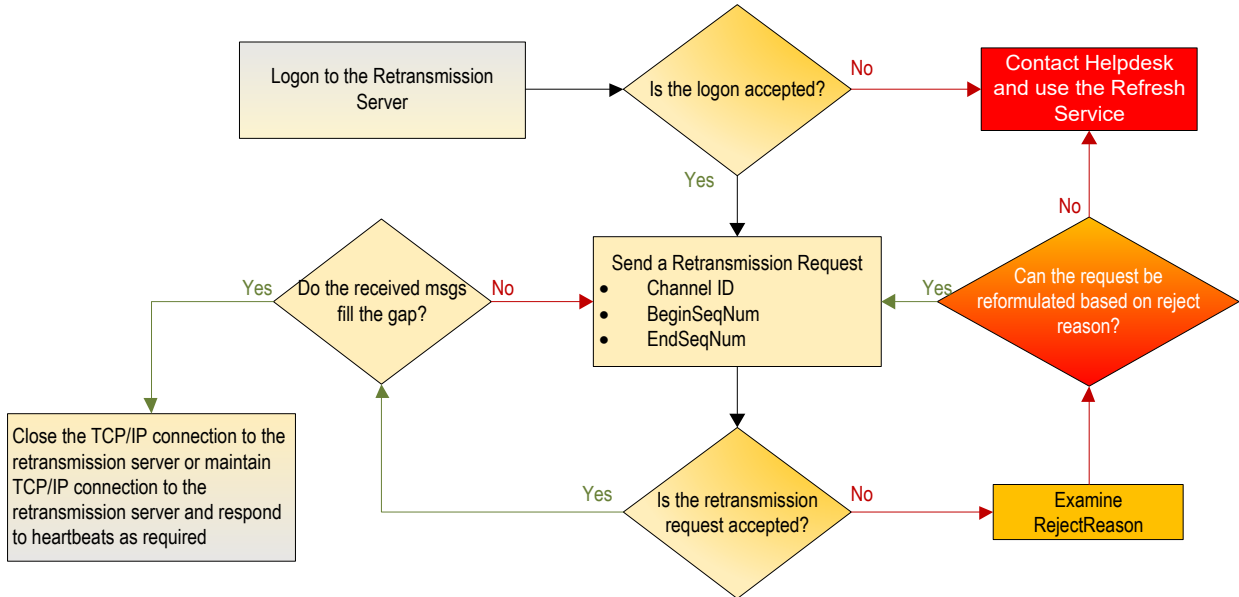 Logon to the Retransmission
Server
Is the logon accepted?
No
Contact Helpdesk
and use the Refresh
Service
Yes
No
Yes
Do the received msgs
fill the gap?
No
Send a Retransmission Request
• Channel ID
• BeginSeqNum
• EndSeqNum
Yes
Can the request be
reformulated based on reject
reason?
Close the TCP/IP connection to the
retransmission server or maintain
TCP/IP connection to the
retransmission server and respond
to heartbeats as required
Yes
Is the retransmission
request accepted?
No
Examine
RejectReason